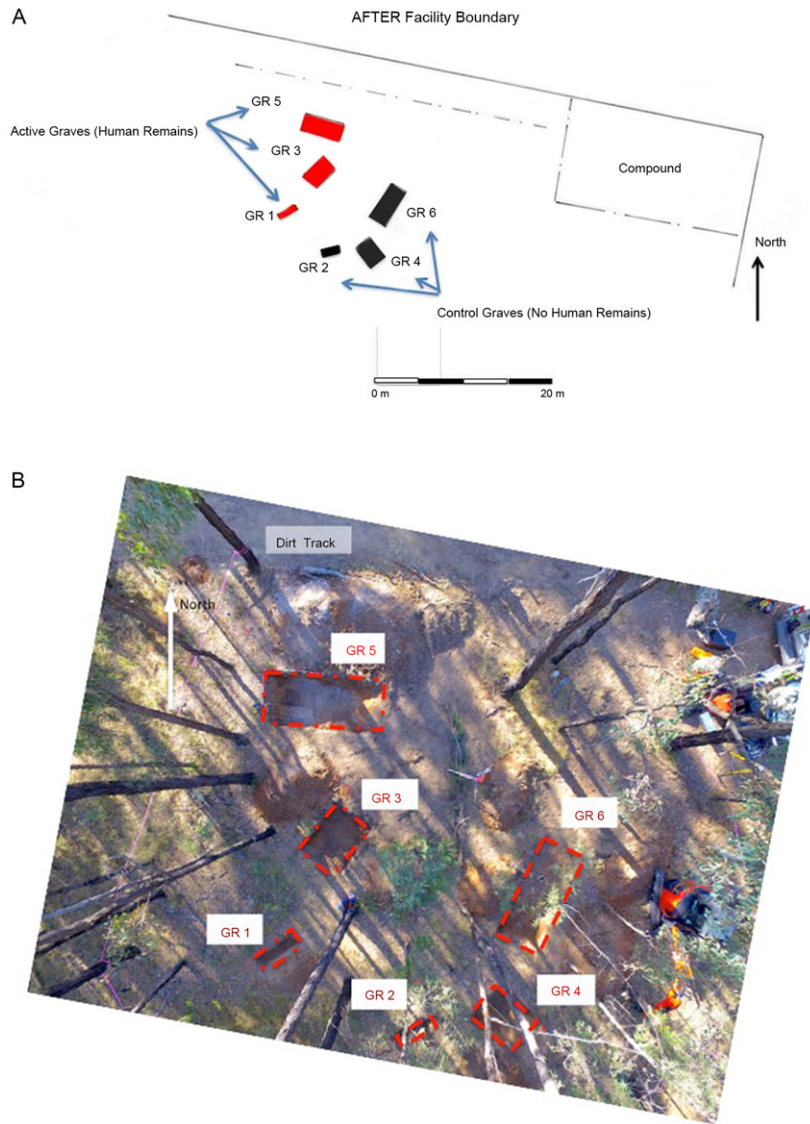 A
AFTER Facility Boundary
GR 5
Active Graves (Human Remains)
GR 3
Compound
GR 6
GR 1
North
GR 2
GR 4
Control Graves (No Human Remains)
0 m
20 m
B
Dirt Track
North
GR 5
GR 3
GR 6
GR 1
GR 2
GR 4